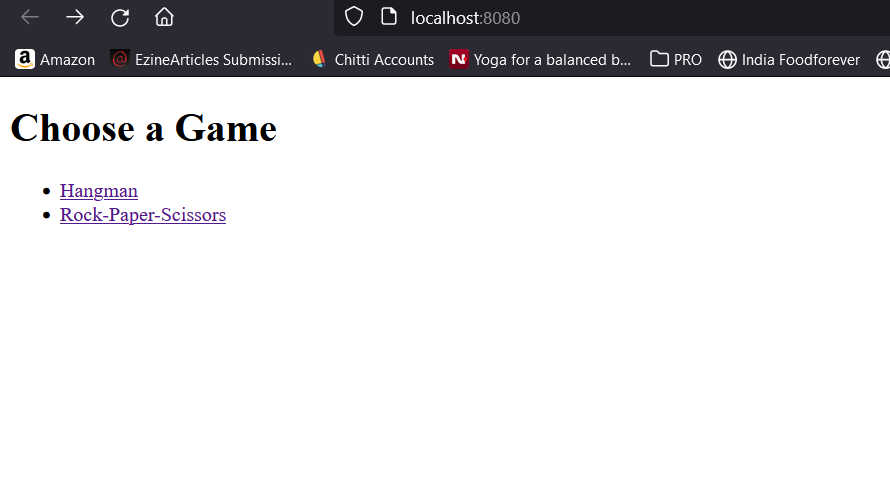 localhost:8080
Amazon EzineArticles Submissi... Chitti Accounts Yoga for a balanced b... PRO India Foodforever
Choose a Game
Hangman
Rock-Paper-Scissors